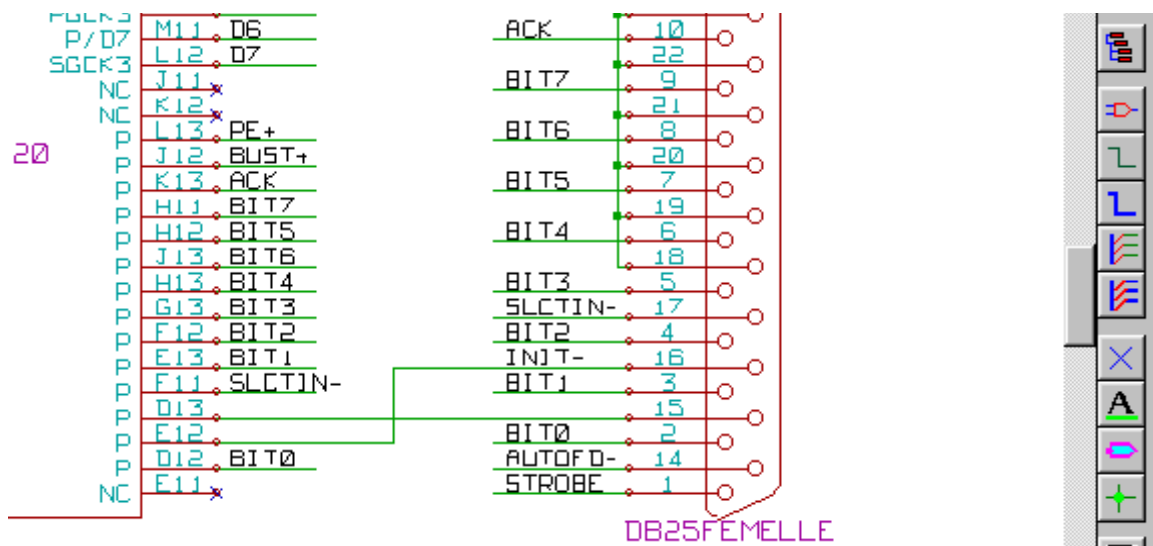 PGCK3
M11 D6 ACK 10
P/D7
L12 D7 22
SGCK3
J11 BIT7 9
NC
K12 21
NC
L13 PE+ BIT6 8
P
20 J12 BUST+ 20
P
K13 ACK BIT5 7
P
H11 BIT7 19
P
H12 BIT5 BIT4 6
P
J13 BIT6 18
P
H13 BIT4 BIT3 5
P
G13 BIT3 SLCTIN- 17
P
F12 BIT2 BIT2 4
P
E13 BIT1 INIT- 16
P
F11 SLCTIN- BIT1 3
P
D13 15
P
E12 BIT0 2
P
D12 BIT0 AUTOFD- 14
P
E11 STROBE 1
NC
DB25FEMELLE
A